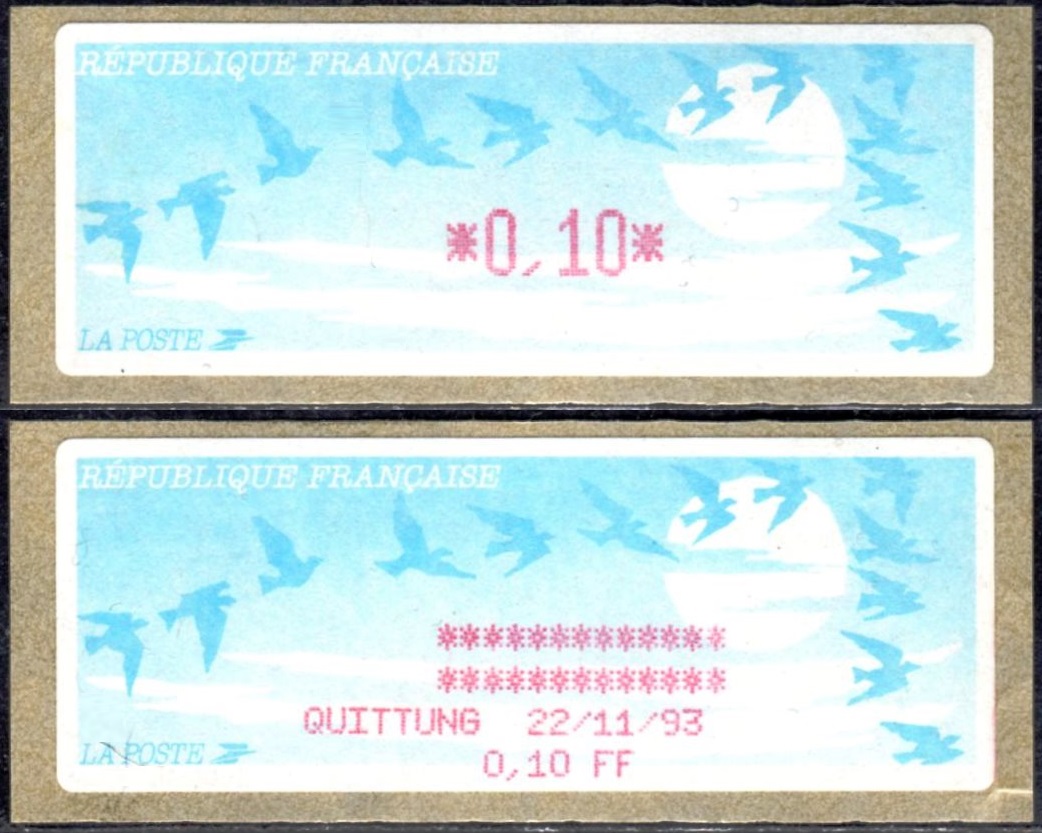 RÉPUBLIQUE FRANÇAISE
*0,10*
LA POSTE
RÉPUBLIQUE FRANÇAISE
*************
*************
QUITTUNG 22/11/93
LA POSTE
0,10 FF